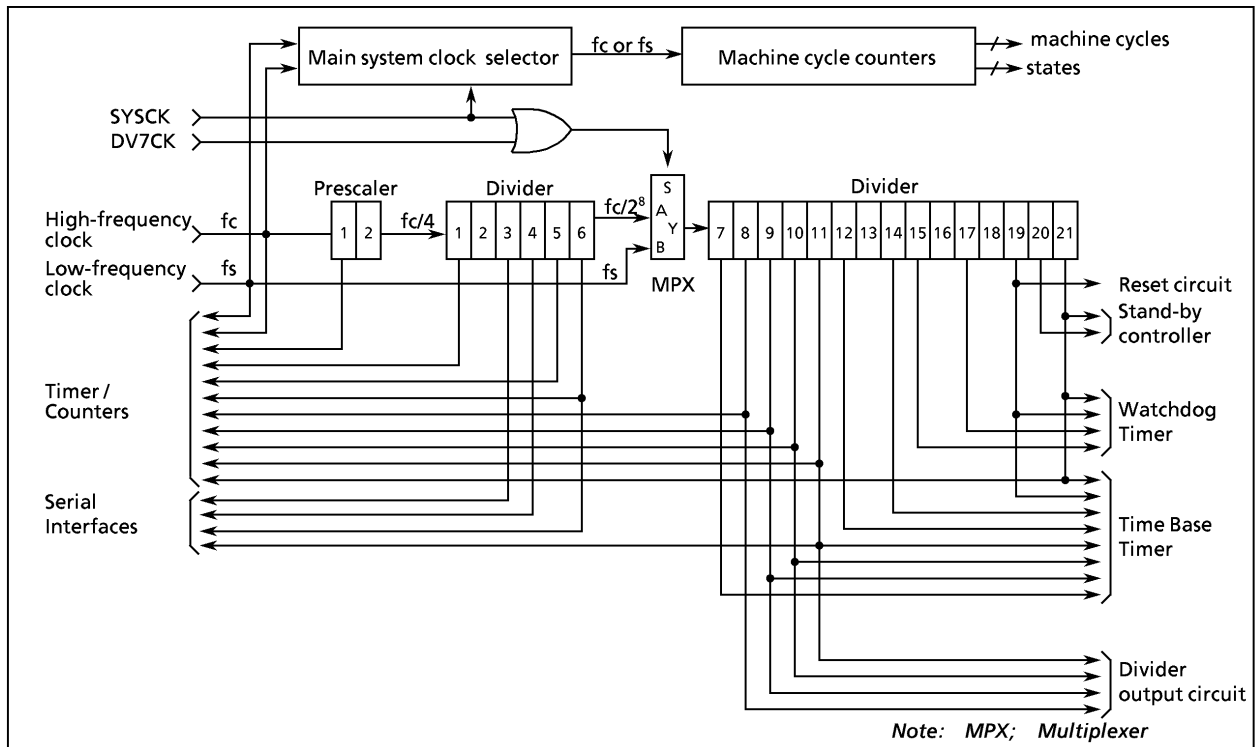 Main system clock selector
fc or fs
Machine cycle counters
machine cycles
states
SYSCK
DV7CK
Prescaler
Divider
Divider
High-frequency
clock
fc
1 2
fc/4
1 2 3 4 5 6
fc/2⁸
S
A
Y
B
7 8 9 10 11 12 13 14 15 16 17 18 19 20 21
Low-frequency
clock
fs
fs
MPX
Reset circuit
Stand-by
controller
Timer /
Counters
Watchdog
Timer
Serial
Interfaces
Time Base
Timer
Divider
output circuit
Note: MPX; Multiplexer